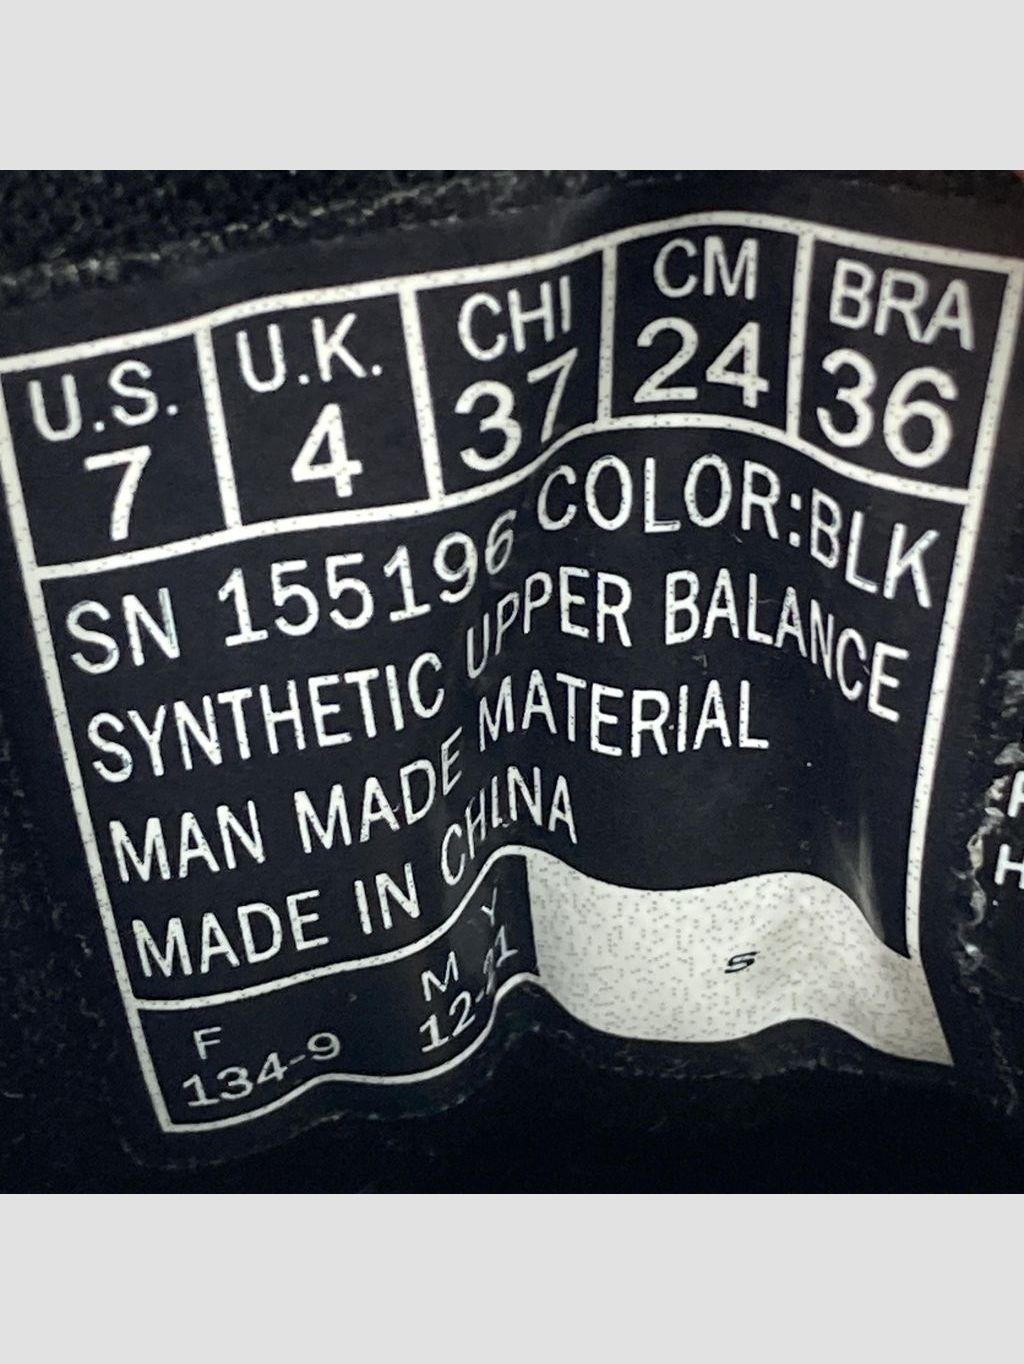 U.S. U.K. CHI CM BRA
7 4 37 24 36
SN 155196 COLOR:BLK
SYNTHETIC UPPER BALANCE
MAN MADE MATERIAL
MADE IN CHINA
F M Y
134-9 12-21
S
H